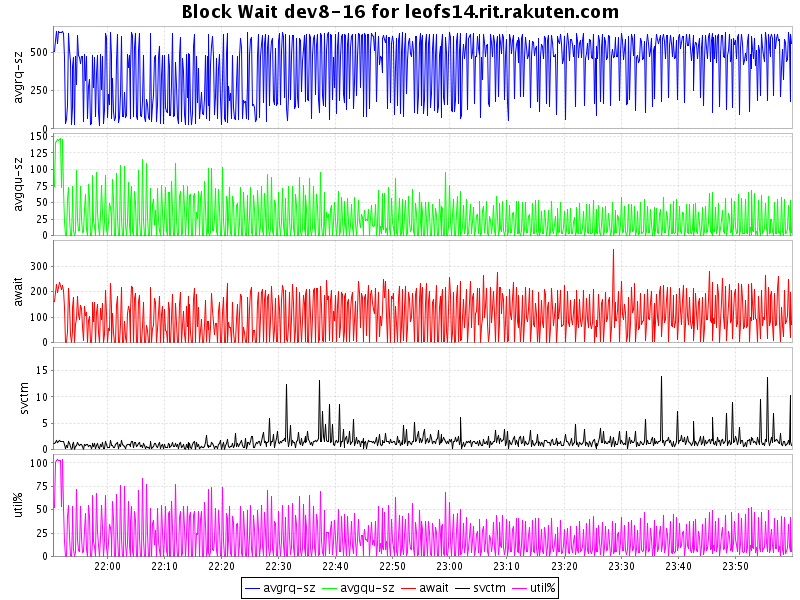 Block Wait dev8-16 for leofs14.rit.rakuten.com
avgrq-sz
500
250
0
avgqu-sz
150
125
100
75
50
25
0
await
300
200
100
0
svctm
15
10
5
0
util%
100
75
50
25
0
22:00 22:10 22:20 22:30 22:40 22:50 23:00 23:10 23:20 23:30 23:40 23:50
avgrq-sz avgqu-sz await svctm util%